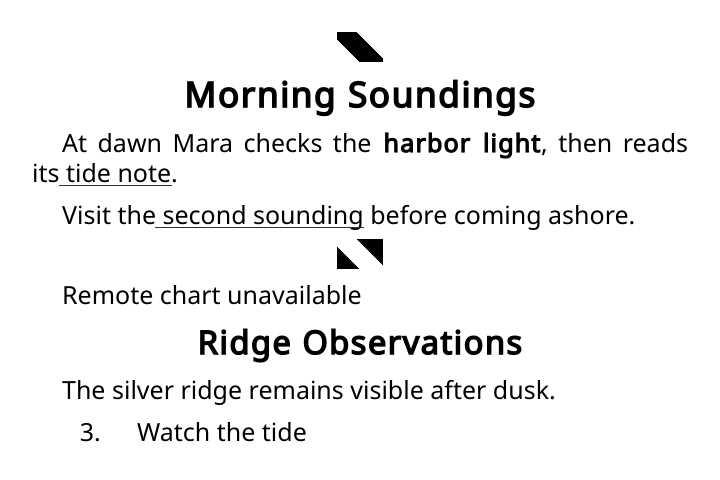 Morning Soundings
At dawn Mara checks the harbor light, then reads
its tide note.
Visit the second sounding before coming ashore.
Remote chart unavailable
Ridge Observations
The silver ridge remains visible after dusk.
3. Watch the tide